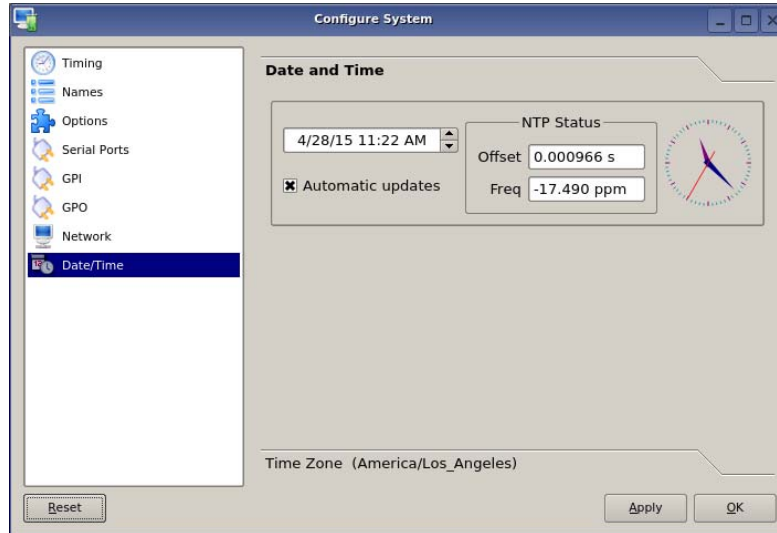 Configure System
Timing
Names
Options
Serial Ports
GPI
GPO
Network
Date/Time
Date and Time
4/28/15 11:22 AM
Automatic updates
NTP Status
Offset 0.000966 s
Freq -17.490 ppm
Time Zone (America/Los_Angeles)
Reset
Apply
OK